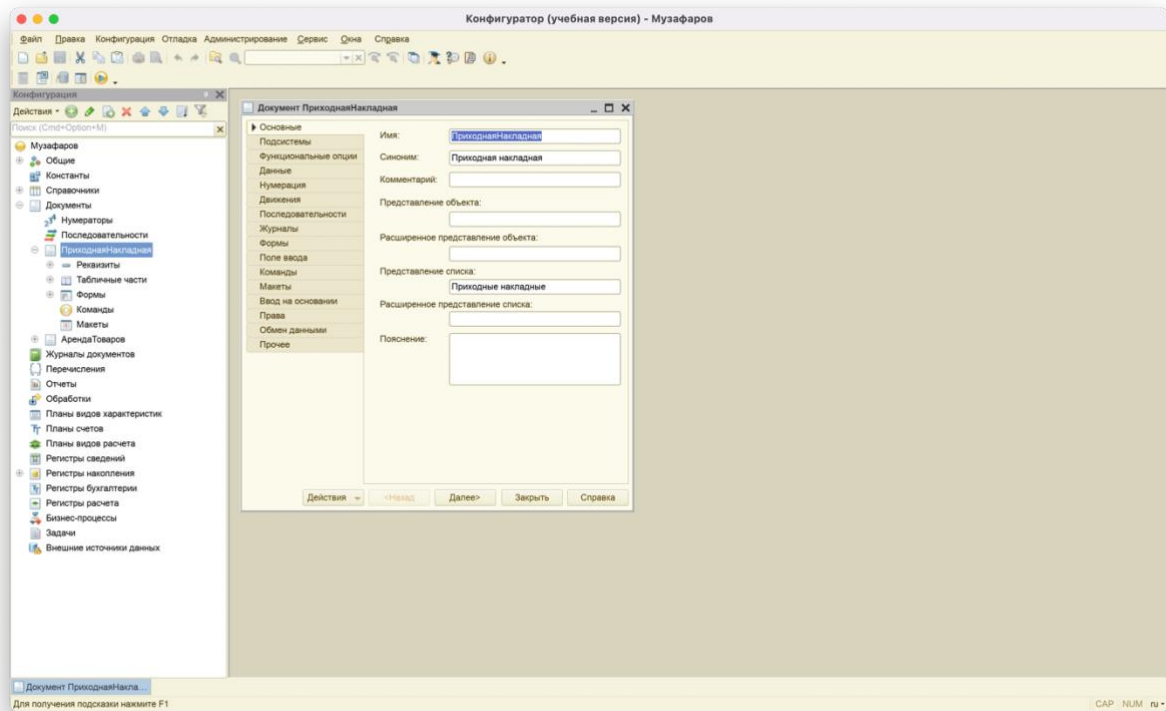 Конфигуратор (учебная версия) - Музафаров
Файл Правка Конфигурация Отладка Администрирование Сервис Окна Справка
Конфигурация
Действия
Поиск (Cmd+Option+M)
Музафаров
Общие
Константы
Справочники
Документы
Нумераторы
Последовательности
ПриходнаяНакладная
Реквизиты
Табличные части
Формы
Команды
Макеты
АрендаТоваров
Журналы документов
Перечисления
Отчеты
Обработки
Планы видов характеристик
Планы счетов
Планы видов расчета
Регистры сведений
Регистры накопления
Регистры бухгалтерии
Регистры расчета
Бизнес-процессы
Задачи
Внешние источники данных
Документ ПриходнаяНакладная
Основные
Подсистемы
Функциональные опции
Данные
Нумерация
Движения
Последовательности
Журналы
Формы
Поле ввода
Команды
Макеты
Ввод на основании
Права
Обмен данными
Прочее
Имя: ПриходнаяНакладная
Синоним: Приходная накладная
Комментарий:
Представление объекта:
Расширенное представление объекта:
Представление списка:
Приходные накладные
Расширенное представление списка:
Пояснение:
Действия <Назад Далее> Закрыть Справка
Документ ПриходнаяНакла...
Для получения подсказки нажмите F1
CAP NUM ru